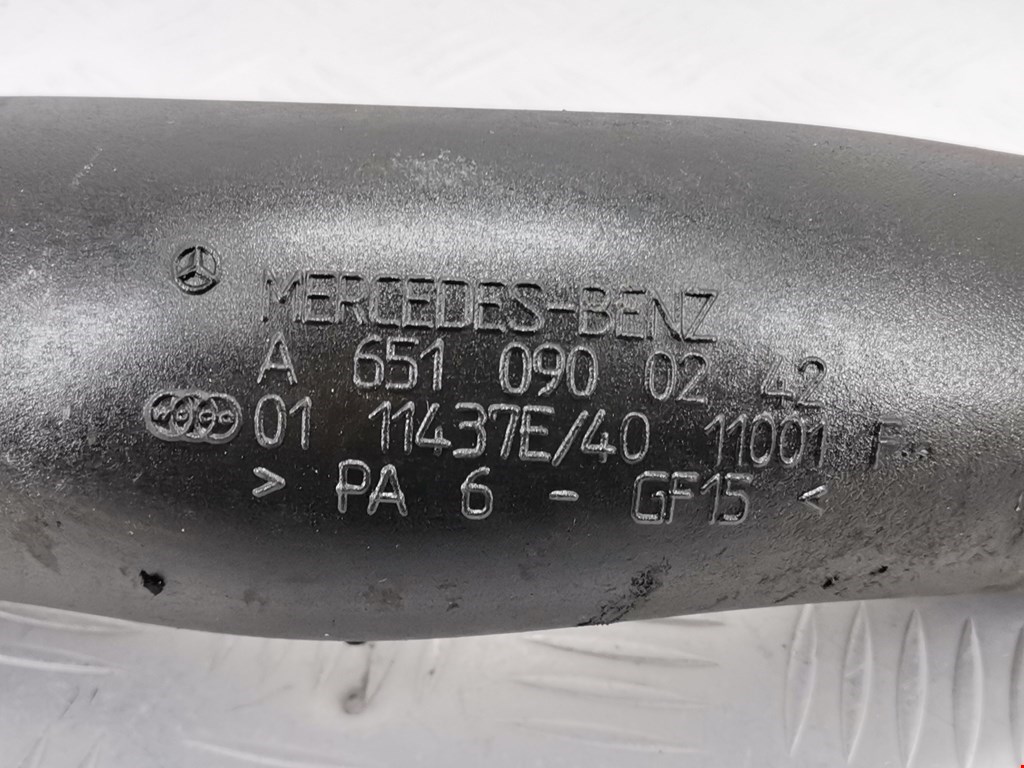 MERCEDES-BENZ
A 651 090 02 42
01 11437E/40 11001 F
> PA 6 - GF15 <